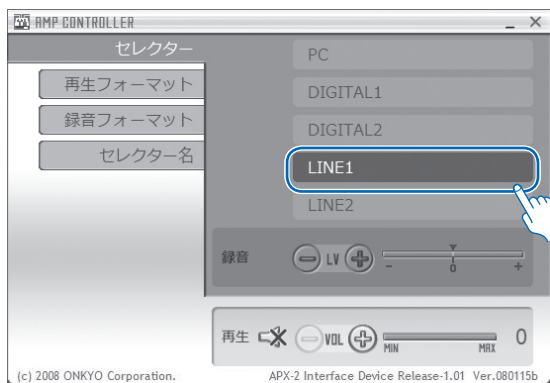 AMP CONTROLLER
セレクター
再生フォーマット
録音フォーマット
セレクター名
PC
DIGITAL1
DIGITAL2
LINE1
LINE2
録音 LV - 0 +
再生 VOL MIN MAX 0
(c) 2008 ONKYO Corporation. APX-2 Interface Device Release-1.01 Ver.080115b